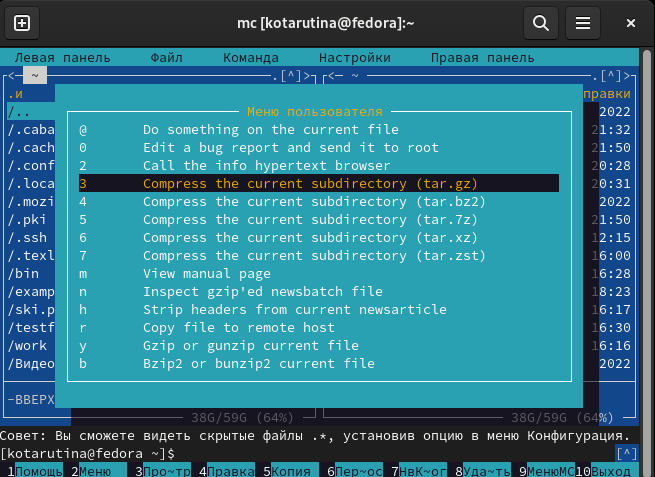 mc [kotarutina@fedora]:~
Левая панель Файл Команда Настройки Правая панель
<─ ~ .[^]> <─ ~ .[^]>
.и правки
Меню пользователя
/.. 2022
@ Do something on the current file
/.caba 21:32
0 Edit a bug report and send it to root
/.cach 21:50
2 Call the info hypertext browser
/.conf 20:28
3 Compress the current subdirectory (tar.gz)
/.loca 20:31
4 Compress the current subdirectory (tar.bz2)
/.mozi 2022
5 Compress the current subdirectory (tar.7z)
/.pki 21:50
6 Compress the current subdirectory (tar.xz)
/.ssh 12:15
7 Compress the current subdirectory (tar.zst)
/.texl 16:00
m View manual page
/bin 16:28
n Inspect gzip'ed newsbatch file
/examp 18:23
h Strip headers from current newsarticle
/ski.p 16:17
r Copy file to remote host
/testf 16:30
y Gzip or gunzip current file
/work 16:16
b Bzip2 or bunzip2 current file
/Видео 2022
-ВВЕРХ
38G/59G (64%) 38G/59G (64%)
Совет: Вы сможете видеть скрытые файлы .*, установив опцию в меню Конфигурация.
[kotarutina@fedora ~]$ [^]
1Помощь 2Меню 3Про~тр 4Правка 5Копия 6Пер~ос 7НвК~ог 8Уда~ть 9МенюMC 10Выход